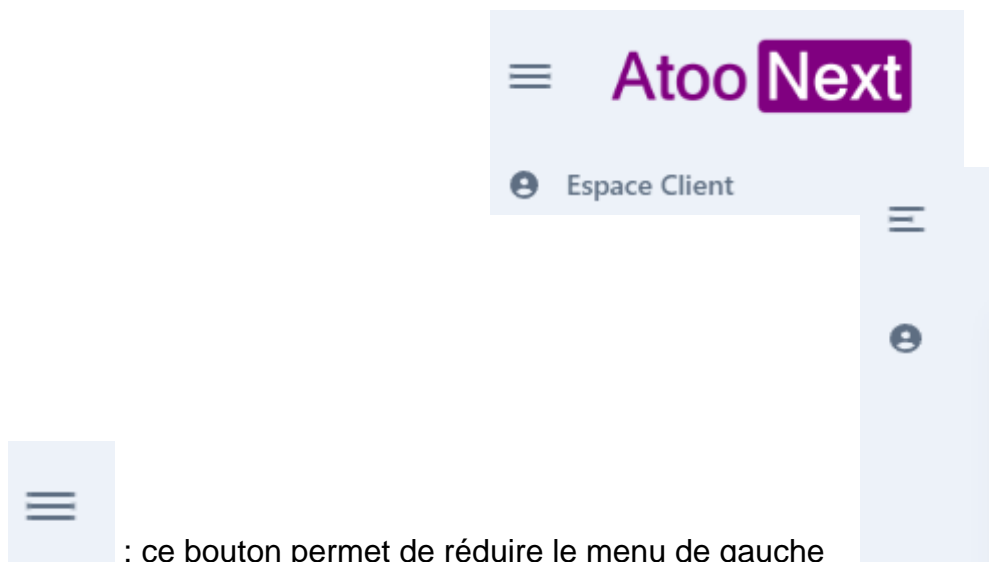 Atoo Next
Espace Client
: ce bouton permet de réduire le menu de gauche